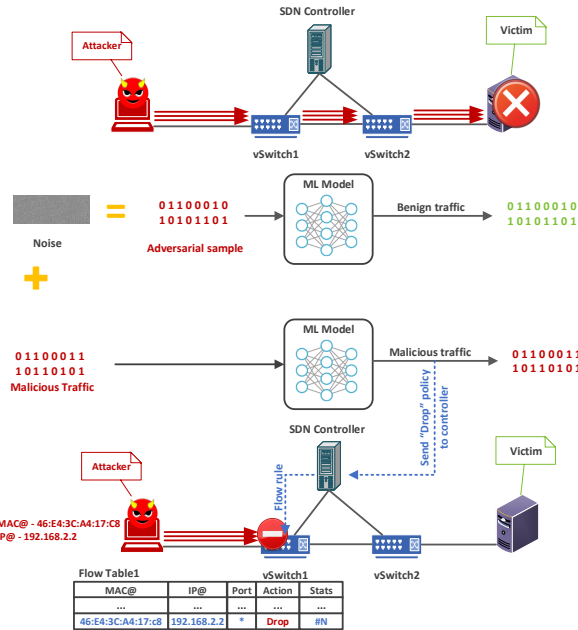 SDN Controller
Attacker
Victim
vSwitch1
vSwitch2
ML Model
0 1 1 0 0 0 1 0
1 0 1 0 1 1 0 1
Benign traffic
0 1 1 0 0 0 1 0
1 0 1 0 1 1 0 1
=
Noise
Adversarial sample
+
ML Model
0 1 1 0 0 0 1 1
1 0 1 1 0 1 0 1
Malicious Traffic
Malicious traffic
0 1 1 0 0 0 1 1
1 0 1 1 0 1 0 1
Send "Drop" policy
to controller
SDN Controller
Flow rule
Attacker
Victim
MAC@ - 46:E4:3C:A4:17:C8
IP@ - 192.168.2.2
vSwitch1
vSwitch2
Flow Table1
MAC@ IP@ Port Action Stats
... ... ... ... ...
46:E4:3C:A4:17:c8 192.168.2.2 * Drop #N